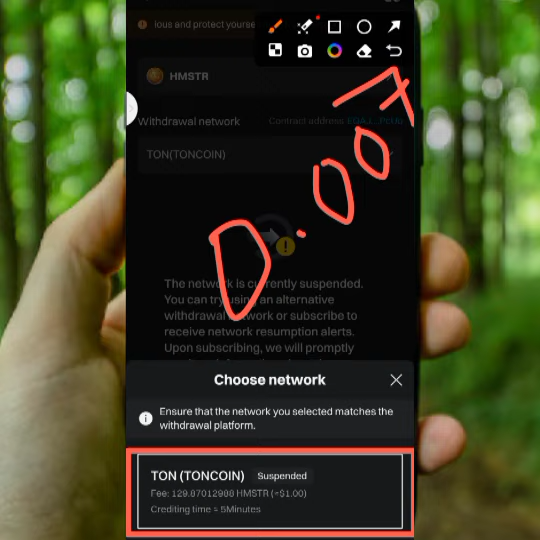 ious and protect yourse
HMSTR
Withdrawal network
Contract address:
TON(TONCOIN)
0.007
The network is currently suspended.
You can try using an alternative
withdrawal network or subscribe to
receive network resumption alerts.
Upon subscribing, we will promptly
Choose network
Ensure that the network you selected matches the
withdrawal platform.
TON (TONCOIN) Suspended
Fee: 129.87012988 HMSTR (≈$1.00)
Crediting time ≈ 5Minutes